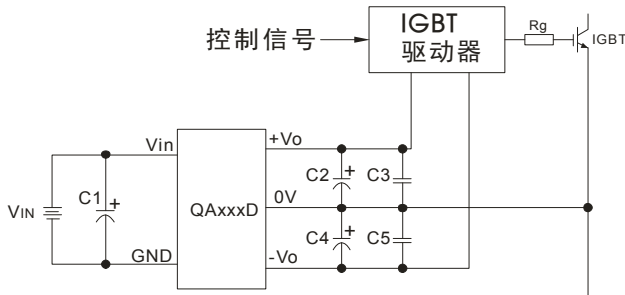 控制信号
IGBT
驱动器
Rg
IGBT
Vin
+Vo
C1
+
VIN
QAxxxD
C2
+
C3
0V
C4
+
C5
GND
-Vo